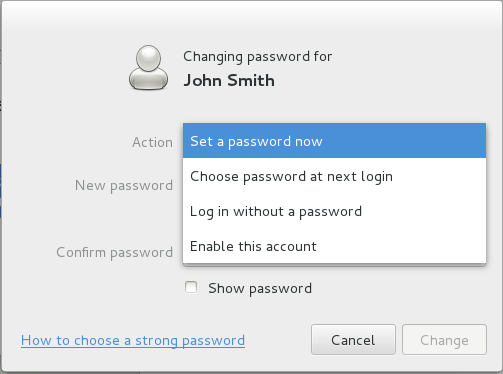 Changing password for
John Smith
Action
Set a password now
Choose password at next login
New password
Log in without a password
Enable this account
Confirm password
Show password
How to choose a strong password
Cancel
Change